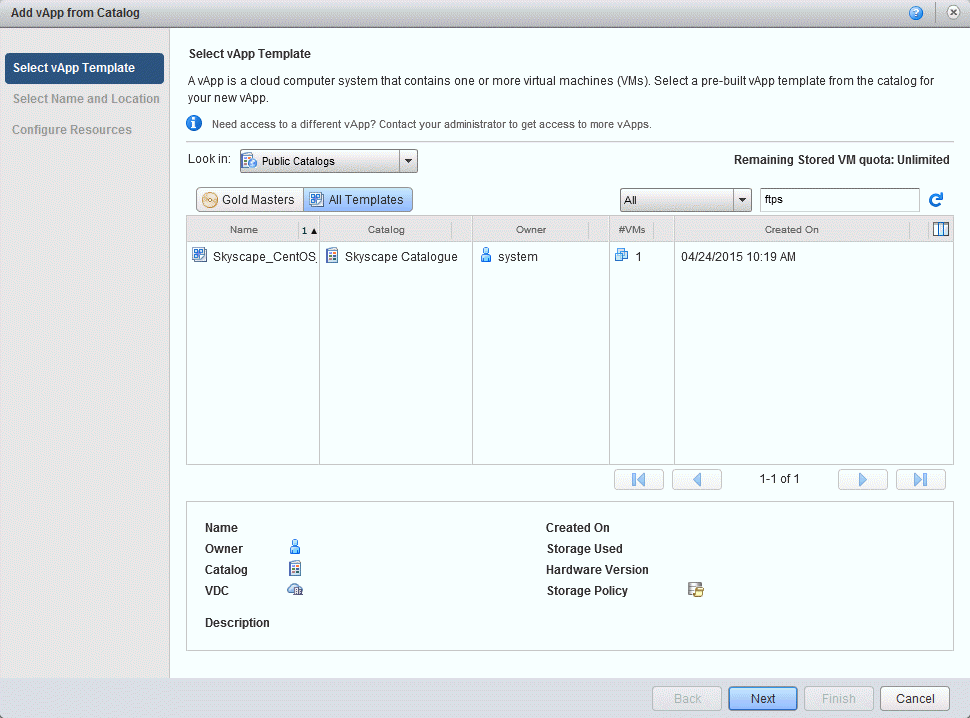 Add vApp from Catalog
Select vApp Template
Select Name and Location
Configure Resources
Select vApp Template
A vApp is a cloud computer system that contains one or more virtual machines (VMs). Select a pre-built vApp template from the catalog for
your new vApp.
Need access to a different vApp? Contact your administrator to get access to more vApps.
Look in: Public Catalogs Remaining Stored VM quota: Unlimited
Gold Masters All Templates All ftps
Name 1 ▲ Catalog Owner #VMs Created On
Skyscape_CentOS_ Skyscape Catalogue system 1 04/24/2015 10:19 AM
1-1 of 1
Name Created On
Owner Storage Used
Catalog Hardware Version
VDC Storage Policy
Description
Back Next Finish Cancel